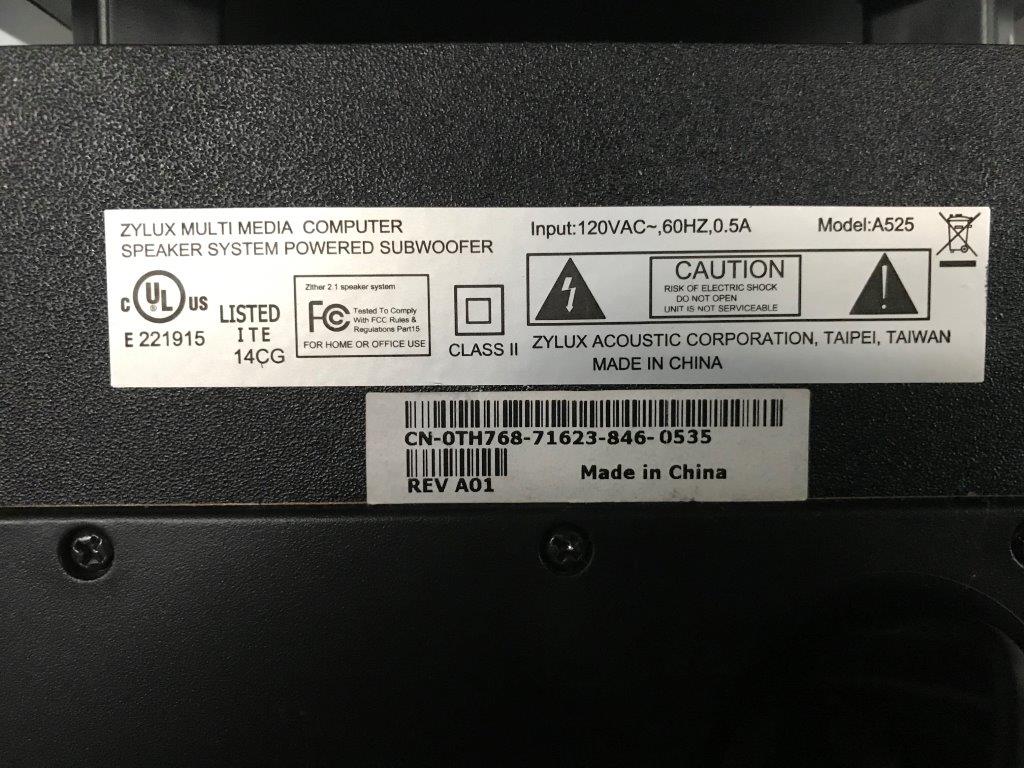 ZYLUX MULTI MEDIA COMPUTER
SPEAKER SYSTEM POWERED SUBWOOFER
C UL US
®
E 221915
LISTED
ITE
14CG
Zither 2.1 speaker system
FC Tested To Comply
With FCC Rules &
Regulations Part15
FOR HOME OR OFFICE USE
CLASS II
Input:120VAC~,60HZ,0.5A
Model:A525
CAUTION
RISK OF ELECTRIC SHOCK
DO NOT OPEN
UNIT IS NOT SERVICEABLE
ZYLUX ACOUSTIC CORPORATION, TAIPEI, TAIWAN
MADE IN CHINA
CN-0TH768-71623-846-0535
REV A01
Made in China